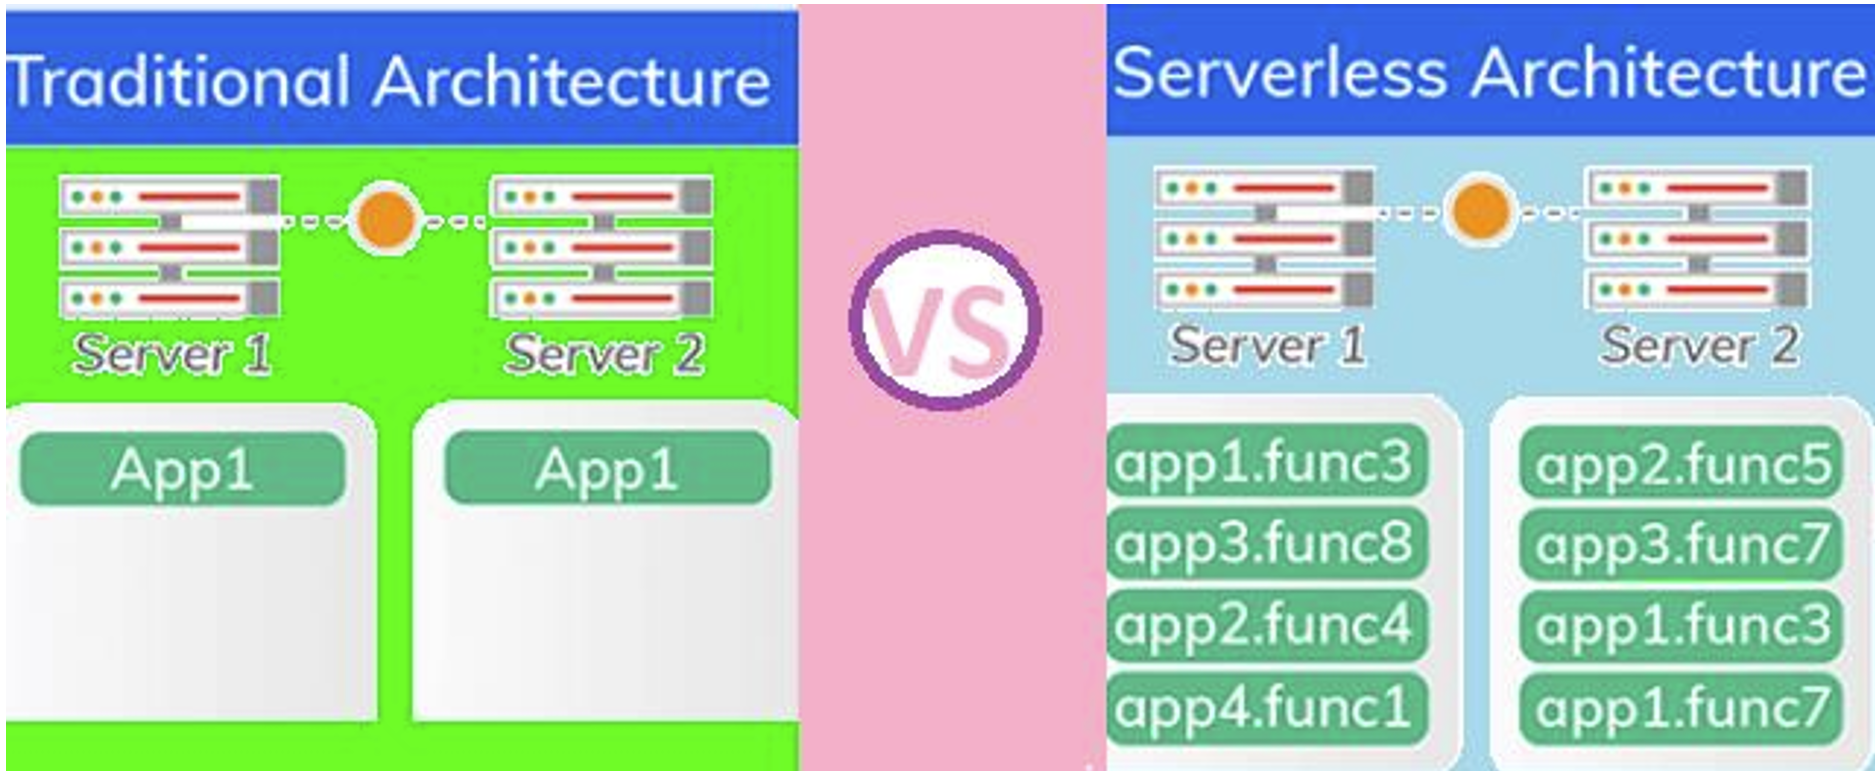 Traditional Architecture
Server 1
Server 2
App1
App1
VS
Serverless Architecture
Server 1
Server 2
app1.func3
app3.func8
app2.func4
app4.func1
app2.func5
app3.func7
app1.func3
app1.func7